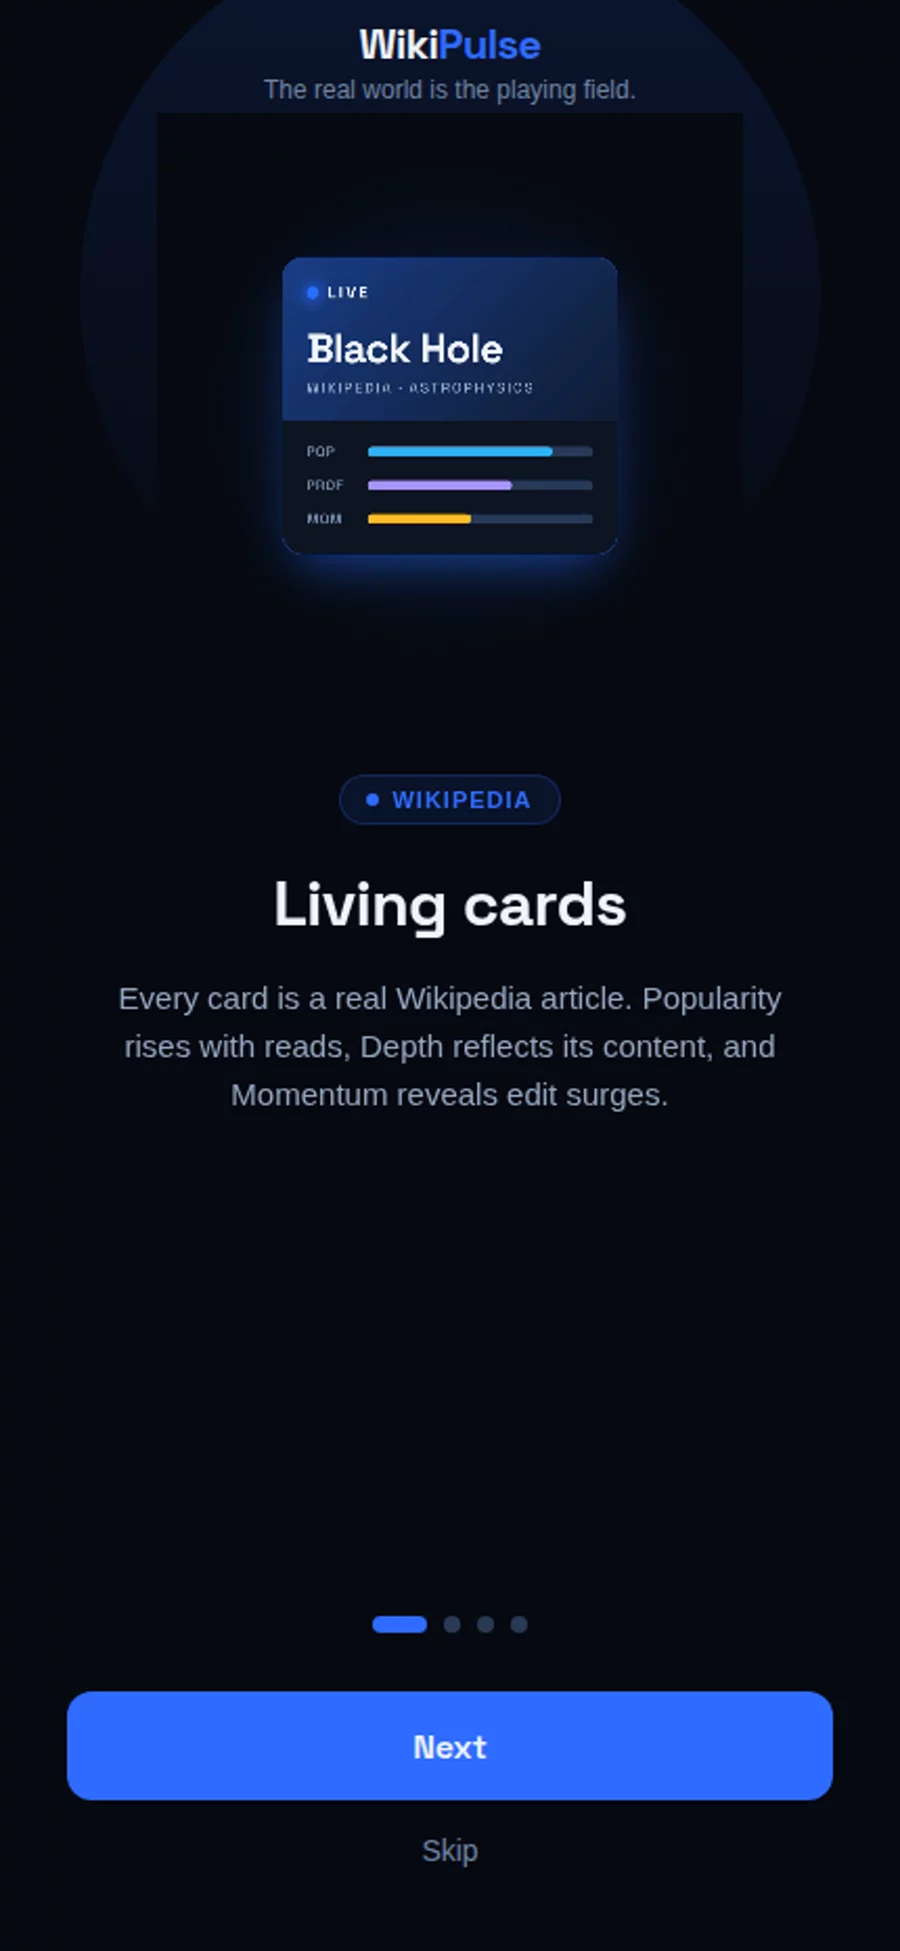 WikiPulse
The real world is the playing field.
LIVE
Black Hole
WIKIPEDIA · ASTROPHYSICS
POP
PROF
MOM
WIKIPEDIA
Living cards
Every card is a real Wikipedia article. Popularity
rises with reads, Depth reflects its content, and
Momentum reveals edit surges.
Next
Skip